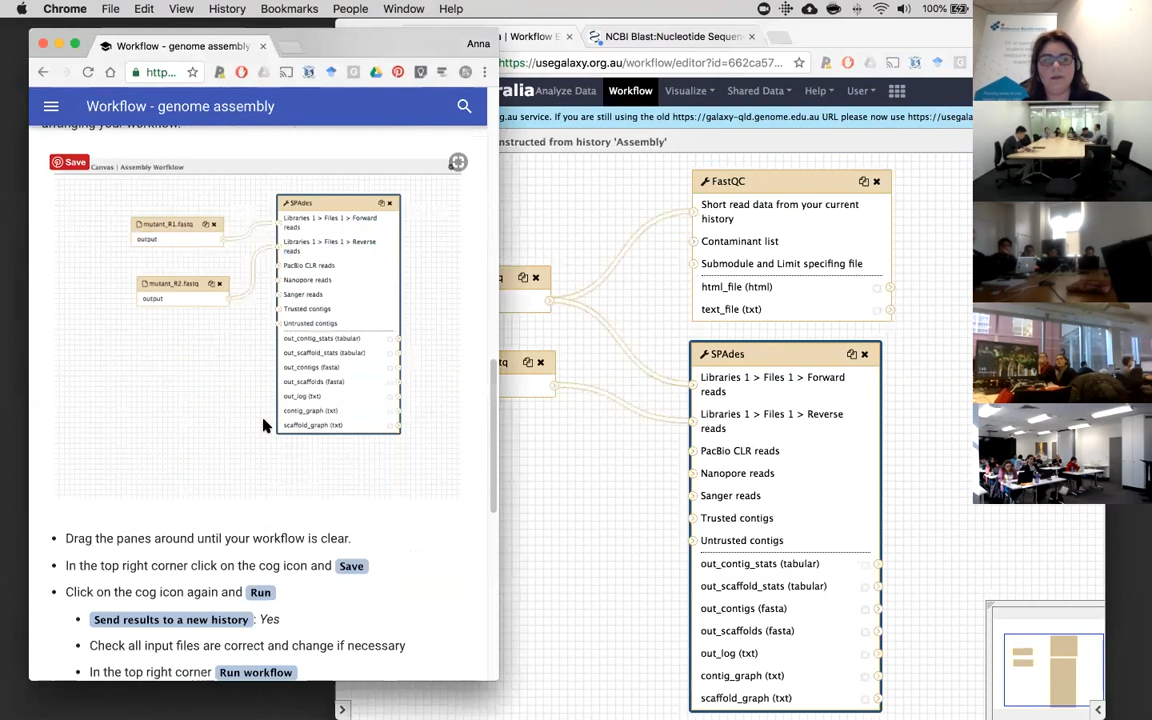 Chrome File Edit View History Bookmarks People Window Help 100%
Workflow - genome assembly
Anna
https...
Workflow - genome assembly
arranging your workflow.
Save
Canvas | Assembly Worfklow
SPAdes
Libraries 1 > Files 1 > Forward
reads
mutant_R1.fastq
output
Libraries 1 > Files 1 > Reverse
reads
PacBio CLR reads
mutant_R2.fastq
output
Nanopore reads
Sanger reads
Trusted contigs
Untrusted contigs
out_contig_stats (tabular)
out_scaffold_stats (tabular)
out_contigs (fasta)
out_scaffolds (fasta)
out_log (txt)
contig_graph (txt)
scaffold_graph (txt)
Drag the panes around until your workflow is clear.
In the top right corner click on the cog icon and Save
Click on the cog icon again and Run
Send results to a new history: Yes
Check all input files are correct and change if necessary
In the top right corner Run workflow
| Workflow E
NCBI Blast:Nucleotide Sequen
https://usegalaxy.org.au/workflow/editor?id=662ca57...
ralia Analyze Data Workflow Visualize Shared Data Help User
g.au service. If you are still using the old https://galaxy-qld.genome.edu.au URL please now use https://usegala
nstructed from history 'Assembly'
FastQC
Short read data from your current
history
Contaminant list
Submodule and Limit specifing file
html_file (html)
text_file (txt)
q
tq
SPAdes
Libraries 1 > Files 1 > Forward
reads
Libraries 1 > Files 1 > Reverse
reads
PacBio CLR reads
Nanopore reads
Sanger reads
Trusted contigs
Untrusted contigs
out_contig_stats (tabular)
out_scaffold_stats (tabular)
out_contigs (fasta)
out_scaffolds (fasta)
out_log (txt)
contig_graph (txt)
scaffold_graph (txt)